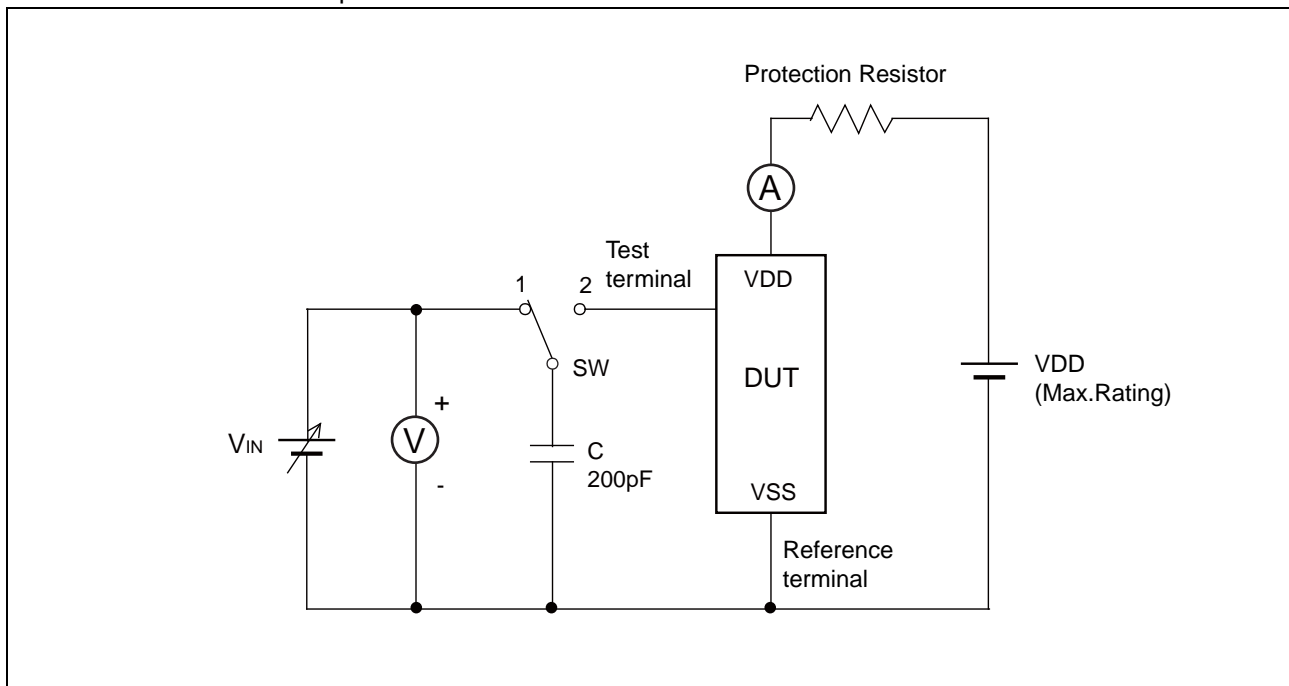 Protection Resistor
A
Test
terminal
1
2
VDD
SW
DUT
VDD
(Max.Rating)
VIN
+
V
-
C
200pF
VSS
Reference
terminal